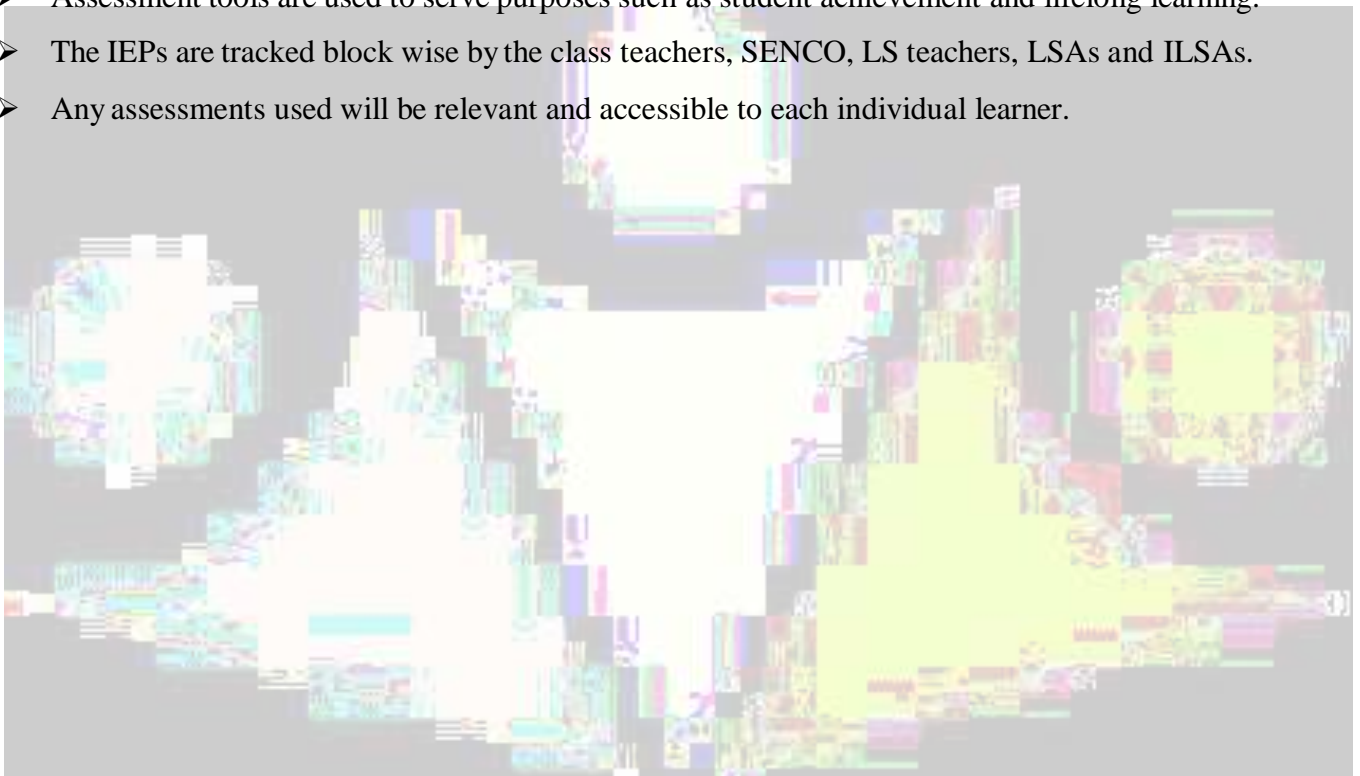 ➢ Assessment tools are used to serve purposes such as student achievement and lifelong learning.
➢ The IEPs are tracked block wise by the class teachers, SENCO, LS teachers, LSAs and ILSAs.
➢ Any assessments used will be relevant and accessible to each individual learner.